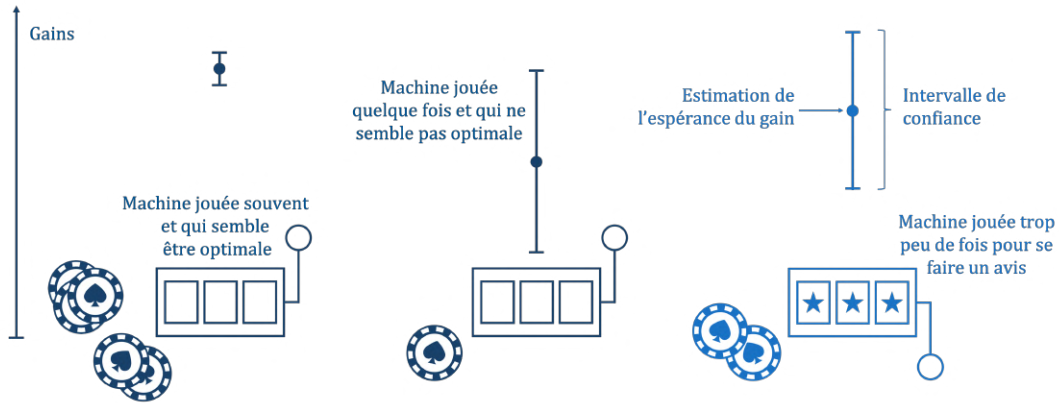 Gains
Machine jouée souvent
et qui semble
être optimale
Machine jouée
quelque fois et qui ne
semble pas optimale
Estimation de
l'espérance du gain
Intervalle de
confiance
Machine jouée trop
peu de fois pour se
faire un avis